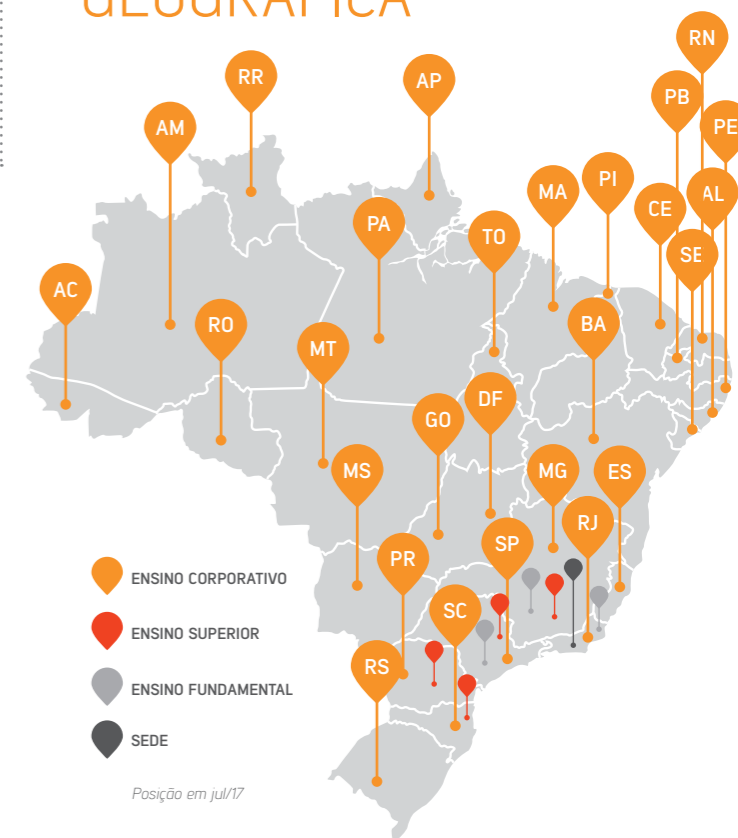 GEOGRÁFICA
RN
RR
AP
PB
AM
PE
MA
PI
AL
CE
PA
TO
SE
AC
RO
BA
MT
DF
GO
MS
MG
ES
RJ
SP
PR
ENSINO CORPORATIVO
SC
ENSINO SUPERIOR
RS
ENSINO FUNDAMENTAL
SEDE
Posição em jul/17